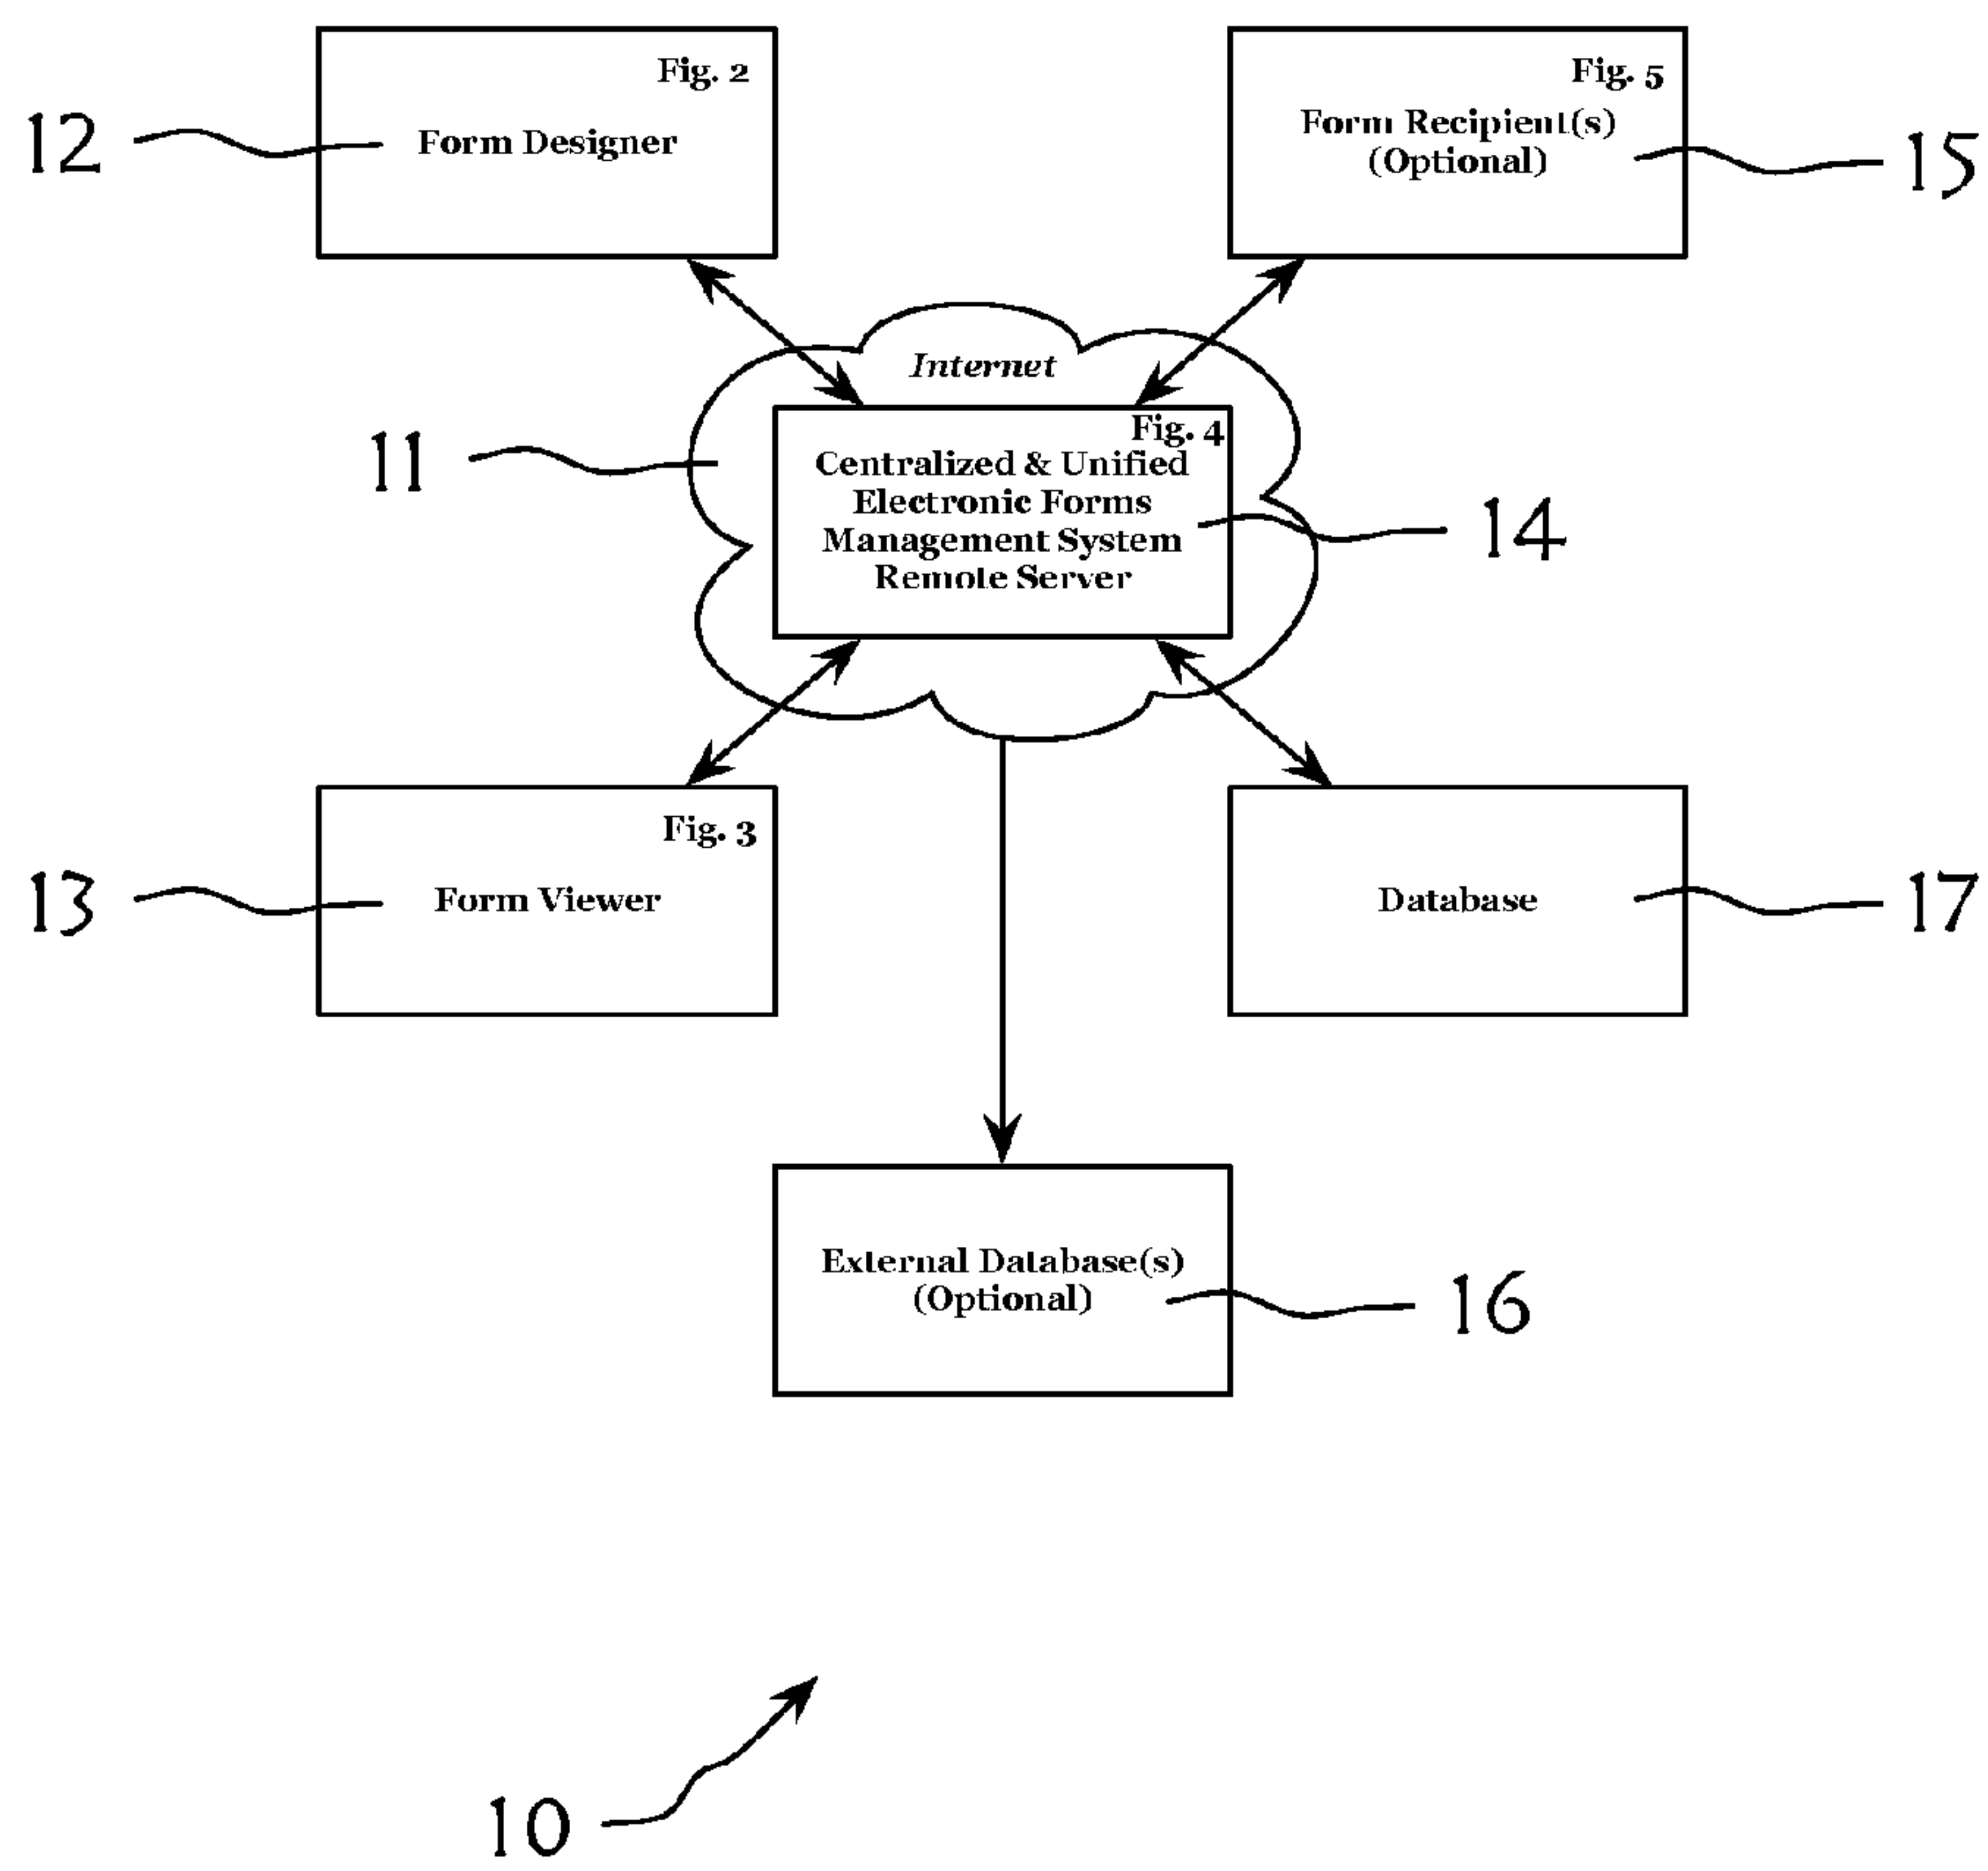 Fig. 2
12
Form Designer
Fig. 5
Form Recipient(s)
(Optional)
15
Internet
11
Fig. 4
Centralized & Unified
Electronic Forms
Management System
Remote Server
14
Fig. 3
13
Form Viewer
Database
17
External Database(s)
(Optional)
16
10